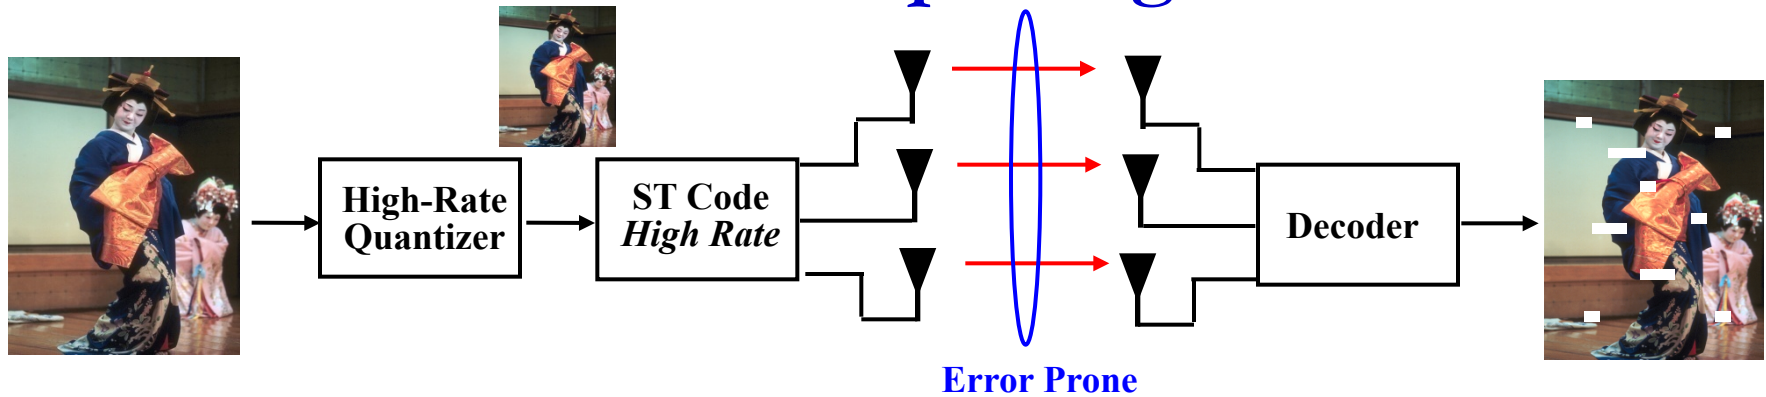 High-Rate
Quantizer
ST Code
High Rate
Decoder
Error Prone